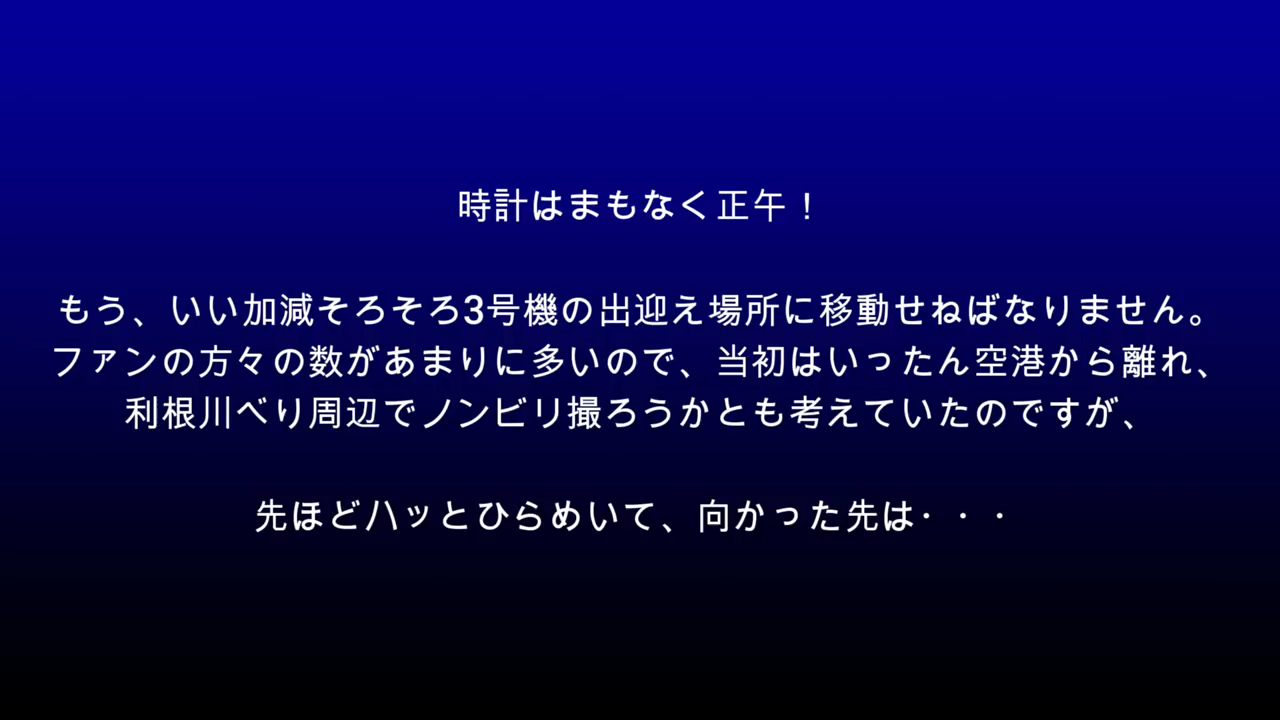 時計はまもなく正午！
もう、いい加減そろそろ3号機の出迎え場所に移動せねばなりません。
ファンの方々の数があまりに多いので、当初はいったん空港から離れ、
利根川べり周辺でノンビリ撮ろうかとも考えていたのですが、
先ほどハッとひらめいて、向かった先は・・・